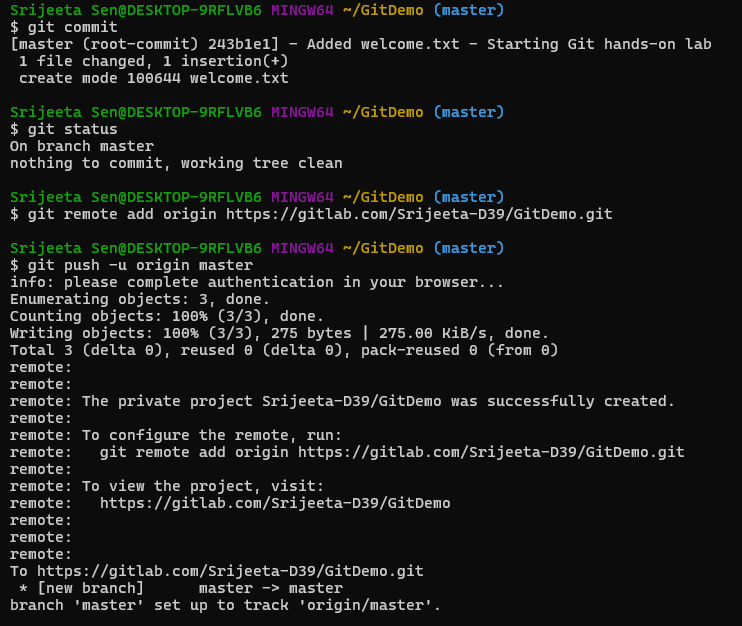 Srijeeta Sen@DESKTOP-9RFLVB6 MINGW64 ~/GitDemo (master)
$ git commit
[master (root-commit) 243b1e1] - Added welcome.txt - Starting Git hands-on lab
 1 file changed, 1 insertion(+)
 create mode 100644 welcome.txt

Srijeeta Sen@DESKTOP-9RFLVB6 MINGW64 ~/GitDemo (master)
$ git status
On branch master
nothing to commit, working tree clean

Srijeeta Sen@DESKTOP-9RFLVB6 MINGW64 ~/GitDemo (master)
$ git remote add origin https://gitlab.com/Srijeeta-D39/GitDemo.git

Srijeeta Sen@DESKTOP-9RFLVB6 MINGW64 ~/GitDemo (master)
$ git push -u origin master
info: please complete authentication in your browser...
Enumerating objects: 3, done.
Counting objects: 100% (3/3), done.
Writing objects: 100% (3/3), 275 bytes | 275.00 KiB/s, done.
Total 3 (delta 0), reused 0 (delta 0), pack-reused 0 (from 0)
remote:
remote:
remote: The private project Srijeeta-D39/GitDemo was successfully created.
remote:
remote: To configure the remote, run:
remote:   git remote add origin https://gitlab.com/Srijeeta-D39/GitDemo.git
remote:
remote: To view the project, visit:
remote:   https://gitlab.com/Srijeeta-D39/GitDemo
remote:
remote:
remote:
To https://gitlab.com/Srijeeta-D39/GitDemo.git
 * [new branch]      master -> master
branch 'master' set up to track 'origin/master'.